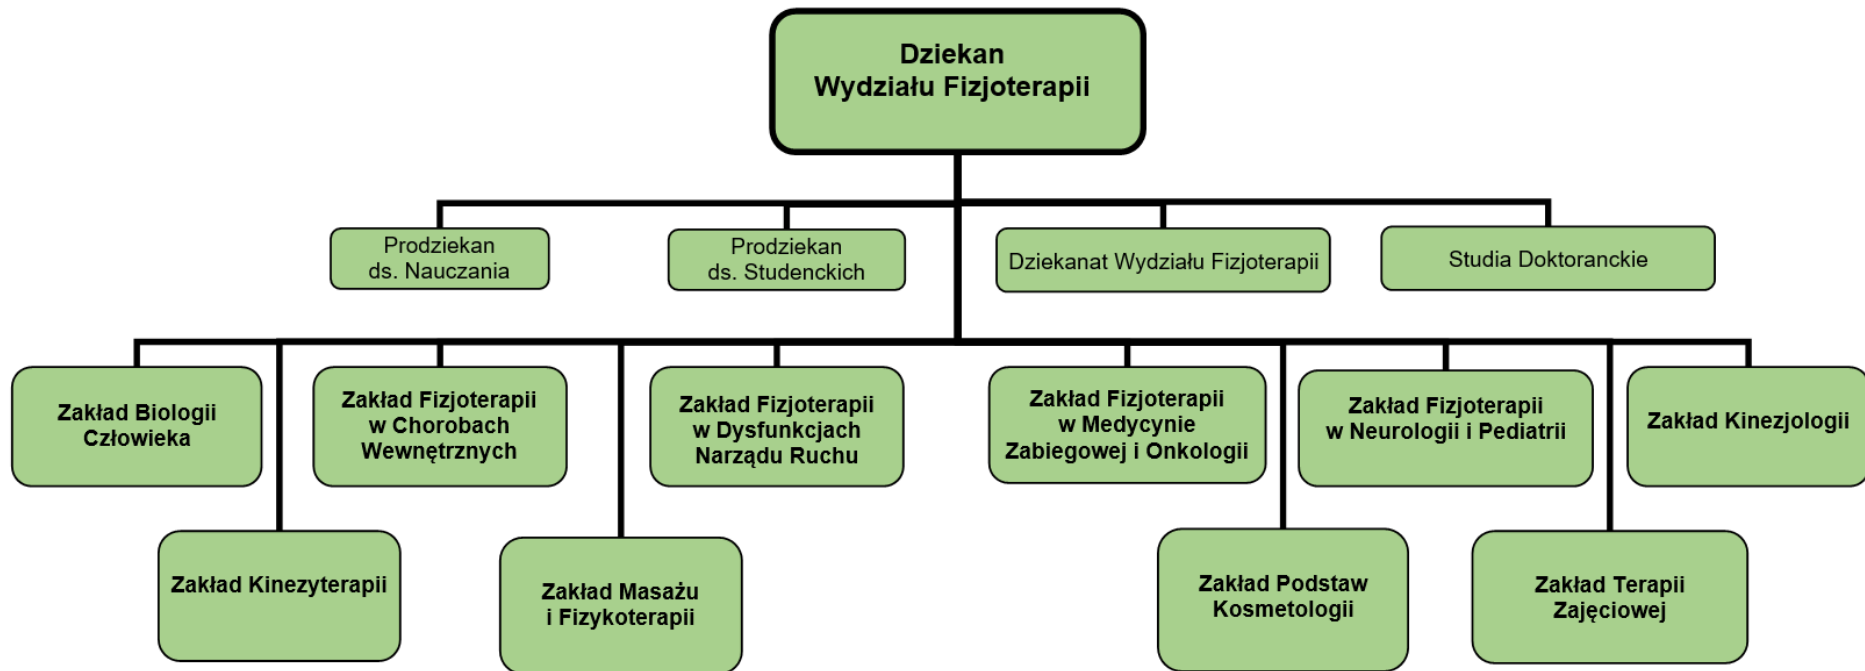 Dziekan
Wydziału Fizjoterapii
Prodziekan
ds. Nauczania
Prodziekan
ds. Studenckich
Dziekanat Wydziału Fizjoterapii
Studia Doktoranckie
Zakład Biologii
Człowieka
Zakład Fizjoterapii
w Chorobach
Wewnętrznych
Zakład Fizjoterapii
w Dysfunkcjach
Narządu Ruchu
Zakład Fizjoterapii
w Medycynie
Zabiegowej i Onkologii
Zakład Fizjoterapii
w Neurologii i Pediatrii
Zakład Kinezjologii
Zakład Kinezyterapii
Zakład Masażu
i Fizykoterapii
Zakład Podstaw
Kosmetologii
Zakład Terapii
Zajęciowej